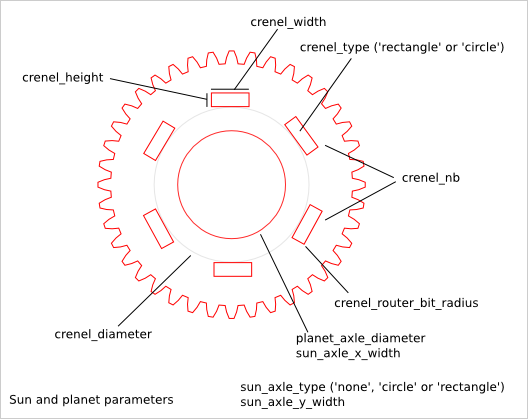 crenel_width
crenel_type ('rectangle' or 'circle')
crenel_height
crenel_nb
crenel_router_bit_radius
crenel_diameter
planet_axle_diameter
sun_axle_x_width
sun_axle_type ('none', 'circle' or 'rectangle')
sun_axle_y_width
Sun and planet parameters